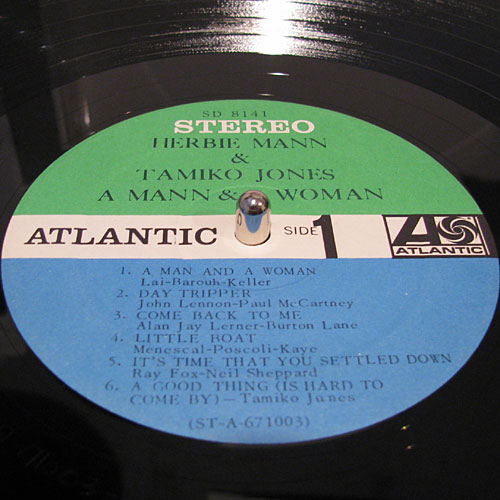 SD 8141
STEREO
HERBIE MANN
&
TAMIKO JONES
A MANN & WOMAN
ATLANTIC SIDE 1 ATLANTIC
1. A MAN AND A WOMAN
Lai-Barouh-Keller
2. DAY TRIPPER
John Lennon-Paul McCartney
3. COME BACK TO ME
Alan Jay Lerner-Burton Lane
4. LITTLE BOAT
Menescal-Poscoli-Kaye
5. IT'S TIME THAT YOU SETTLED DOWN
Ray Fox-Neil Sheppard
6. A GOOD THING (IS HARD TO
COME BY) - Tamiko Jones
(ST-A-671003)